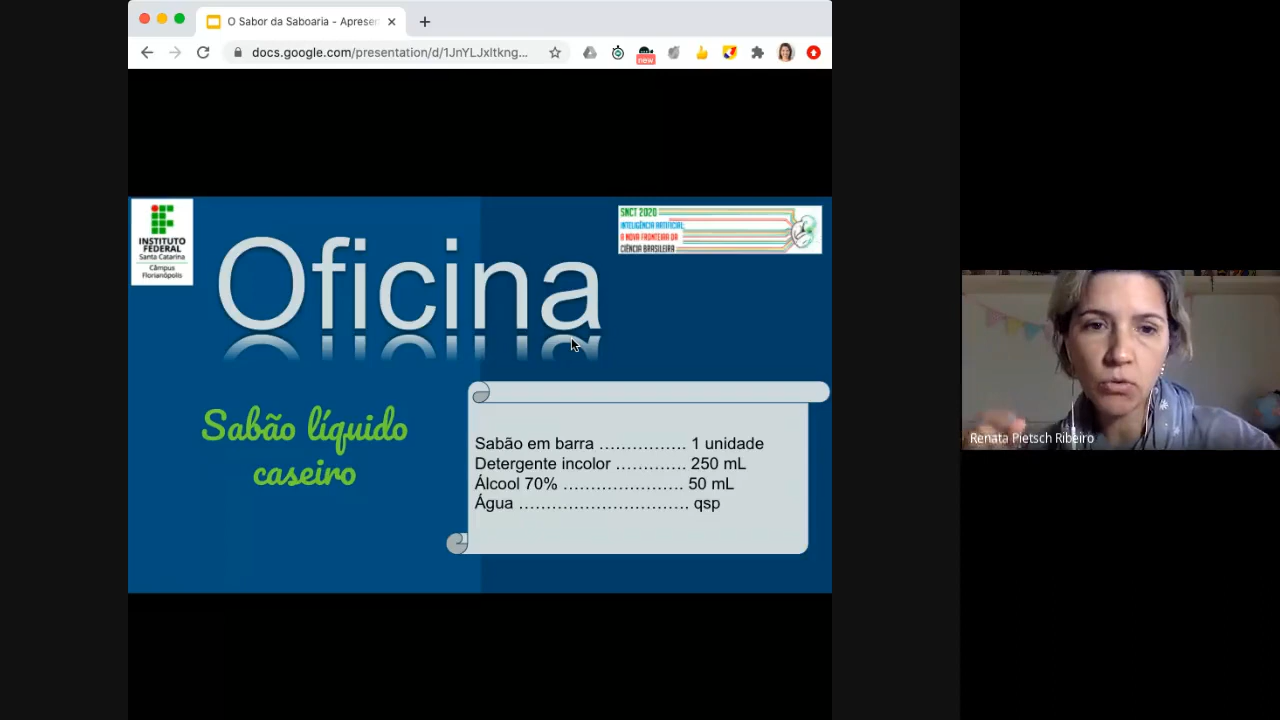 O Sabor da Saboaria - Apresen
docs.google.com/presentation/d/1JnYLJxltkng...
new
INSTITUTO
FEDERAL
Santa Catarina
Câmpus
Florianópolis
SNCT 2020
INTELIGÊNCIA ARTIFICIAL:
A NOVA FRONTEIRA DA
CIÊNCIA BRASILEIRA
Oficina
Sabão líquido
caseiro
Sabão em barra ................ 1 unidade
Detergente incolor ............. 250 mL
Álcool 70% ...................... 50 mL
Água ............................... qsp
Renata Pietsch Ribeiro